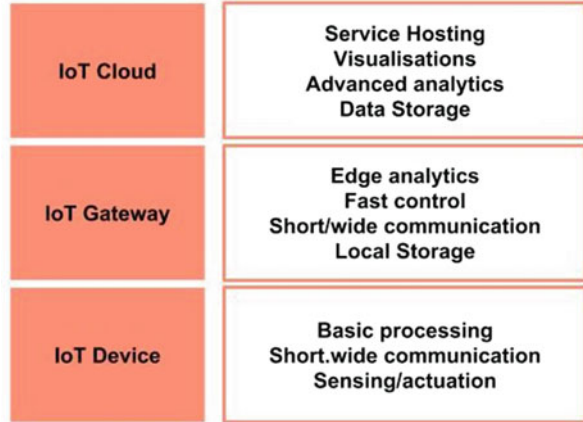 IoT Cloud
Service Hosting
Visualisations
Advanced analytics
Data Storage
IoT Gateway
Edge analytics
Fast control
Short/wide communication
Local Storage
IoT Device
Basic processing
Short.wide communication
Sensing/actuation